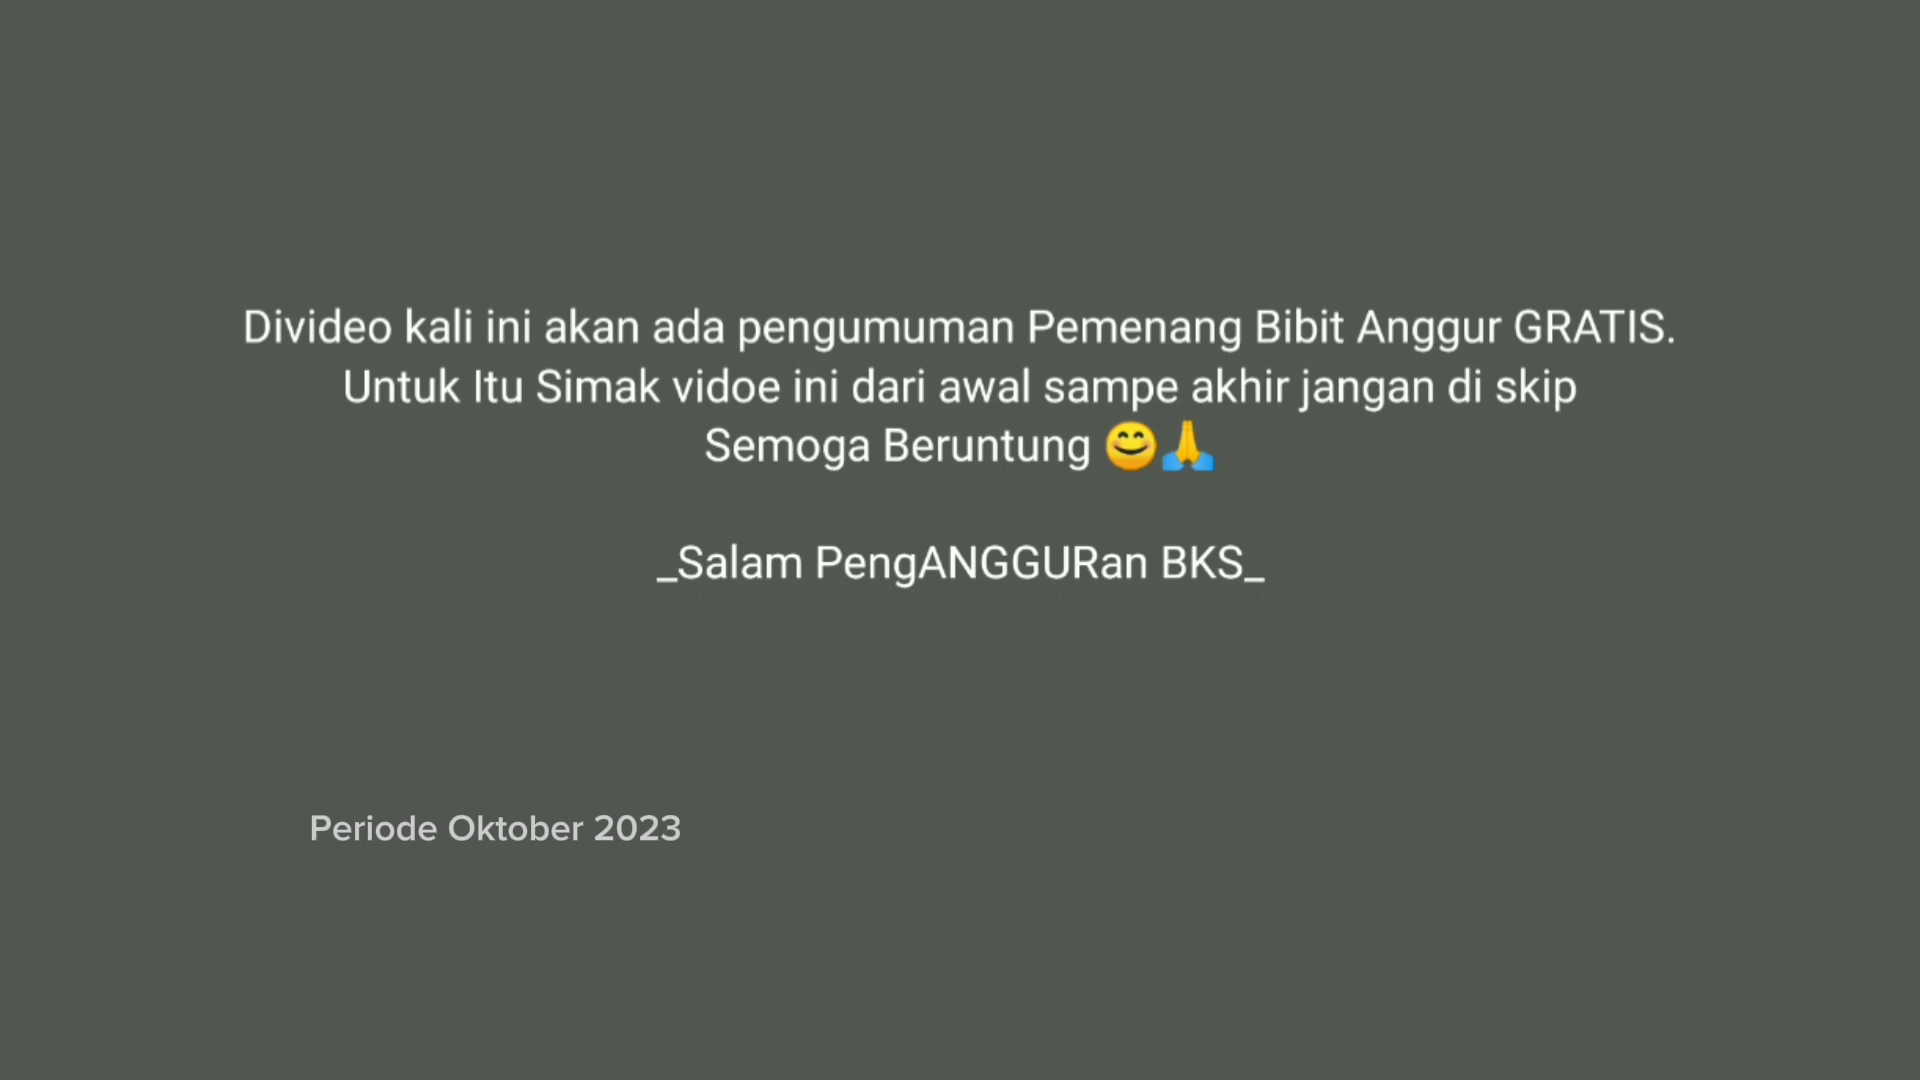 Divideo kali ini akan ada pengumuman Pemenang Bibit Anggur GRATIS.
Untuk Itu Simak vidoe ini dari awal sampe akhir jangan di skip
Semoga Beruntung 😊🙏
_Salam PengANGGURan BKS_
Periode Oktober 2023